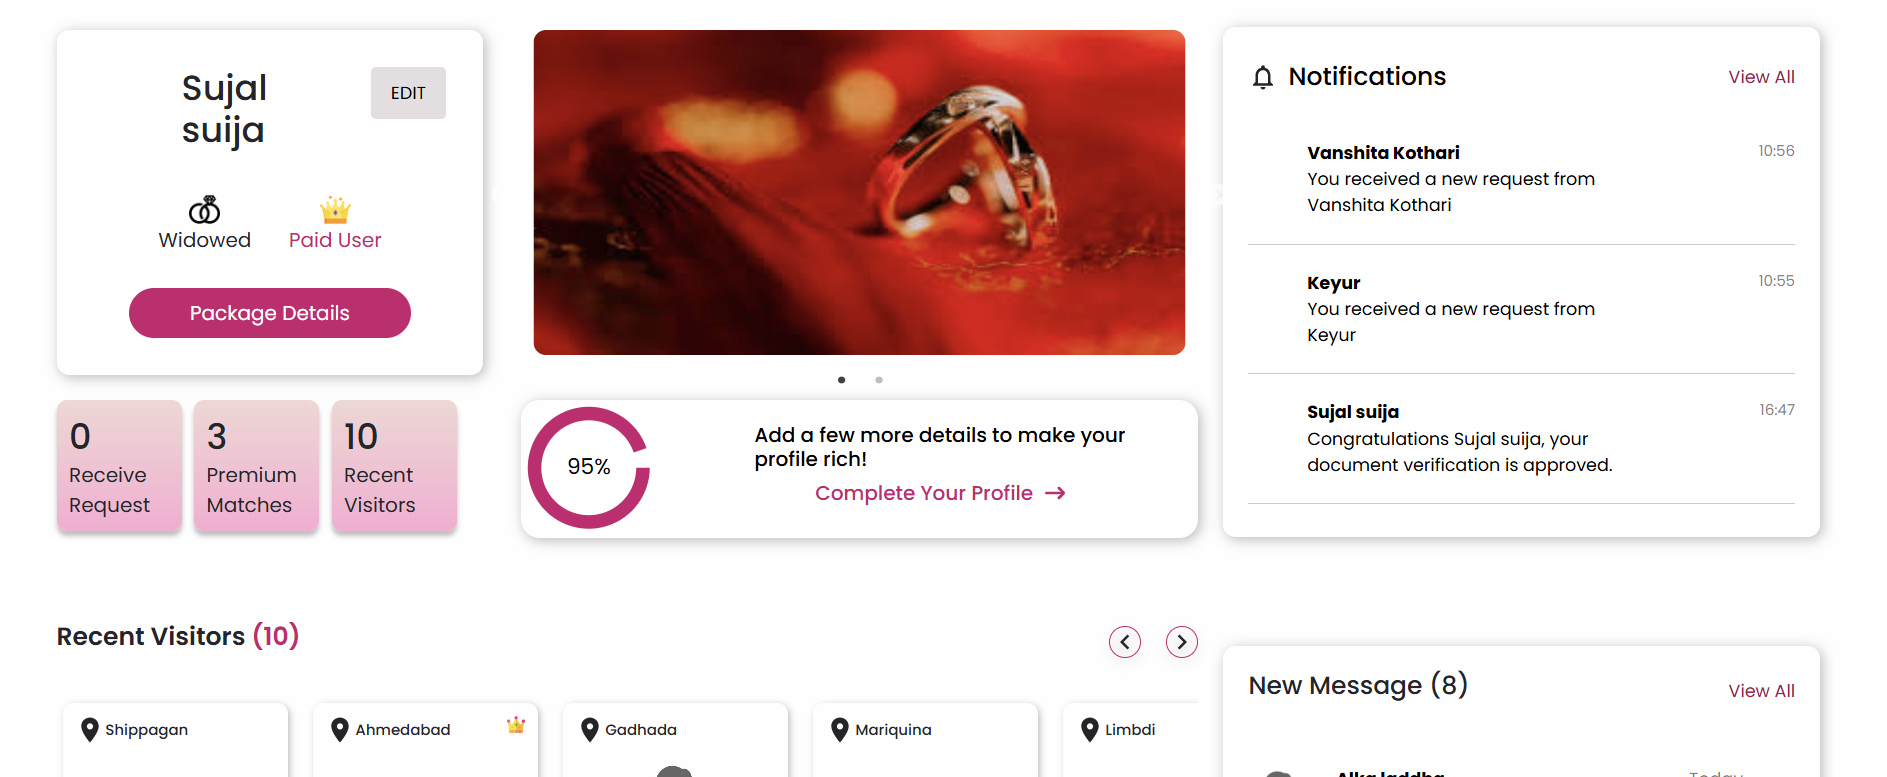 Sujal
suija
EDIT
Widowed
Paid User
Package Details
0
Receive
Request
3
Premium
Matches
10
Recent
Visitors
95%
Add a few more details to make your
profile rich!
Complete Your Profile →
Notifications
View All
Vanshita Kothari
10:56
You received a new request from
Vanshita Kothari
Keyur
10:55
You received a new request from
Keyur
Sujal suija
16:47
Congratulations Sujal suija, your
document verification is approved.
Recent Visitors (10)
Shippagan
Ahmedabad
Gadhada
Mariquina
Limbdi
New Message (8)
View All